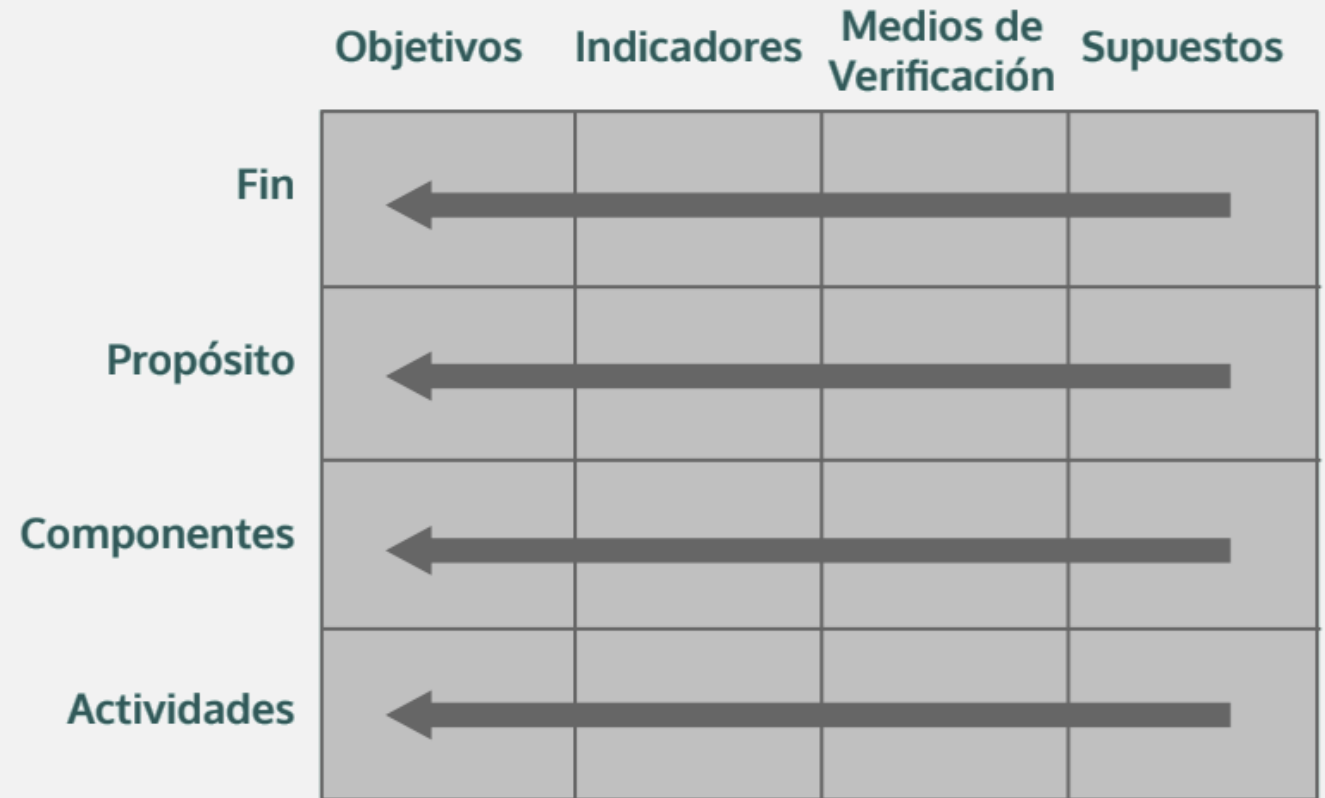 Objetivos
Indicadores
Medios de
Verificación
Supuestos
Fin
Propósito
Componentes
Actividades